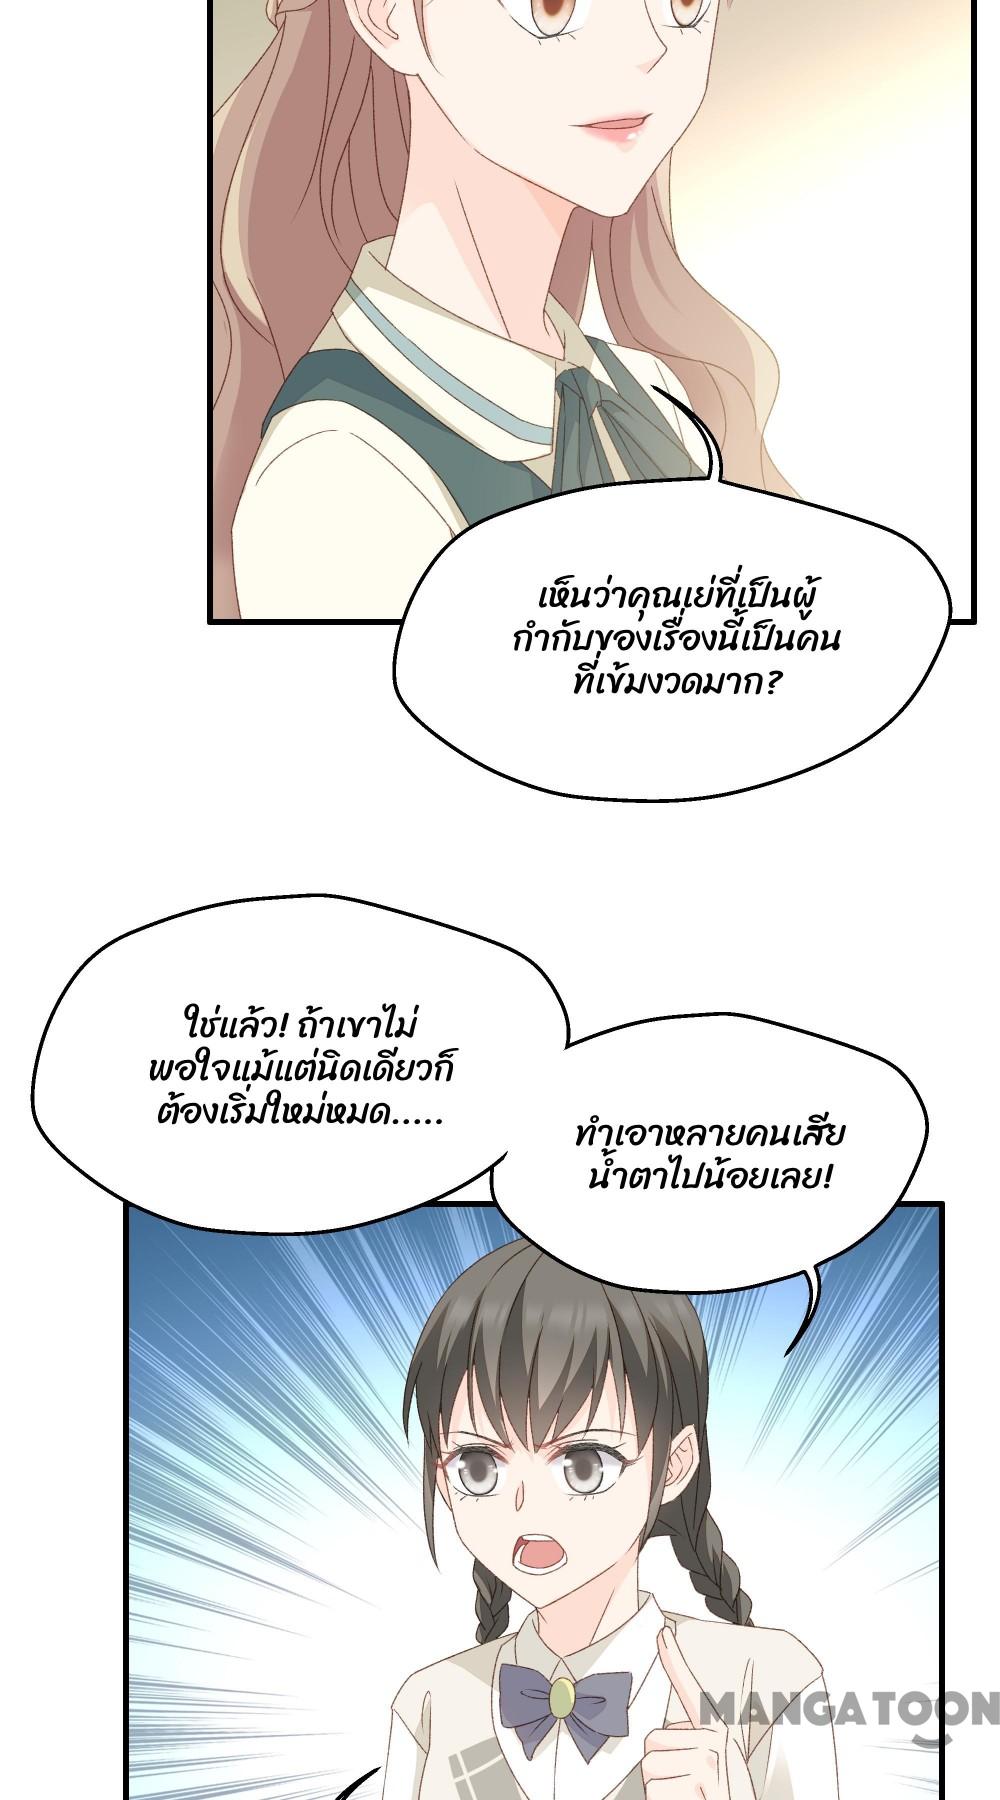 เห็นว่าคุณเย่ที่เป็นผู้
กำกับของเรื่องนี้เป็นคน
ที่เข้มงวดมาก?
ใช่แล้ว! ถ้าเขาไม่
พอใจแม้แต่นิดเดียวก็
ต้องเริ่มใหม่หมด.....
ทำเอาหลายคนเสีย
น้ำตาไปน้อยเลย!
MANGATOON